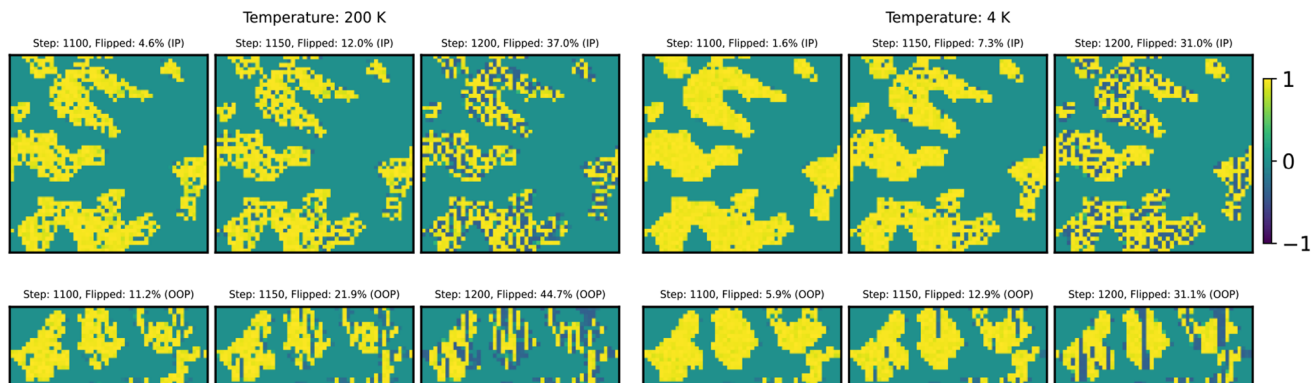 Temperature: 200 K
Temperature: 4 K
Step: 1100, Flipped: 4.6% (IP)
Step: 1150, Flipped: 12.0% (IP)
Step: 1200, Flipped: 37.0% (IP)
Step: 1100, Flipped: 1.6% (IP)
Step: 1150, Flipped: 7.3% (IP)
Step: 1200, Flipped: 31.0% (IP)
1
0
−1
Step: 1100, Flipped: 11.2% (OOP)
Step: 1150, Flipped: 21.9% (OOP)
Step: 1200, Flipped: 44.7% (OOP)
Step: 1100, Flipped: 5.9% (OOP)
Step: 1150, Flipped: 12.9% (OOP)
Step: 1200, Flipped: 31.1% (OOP)